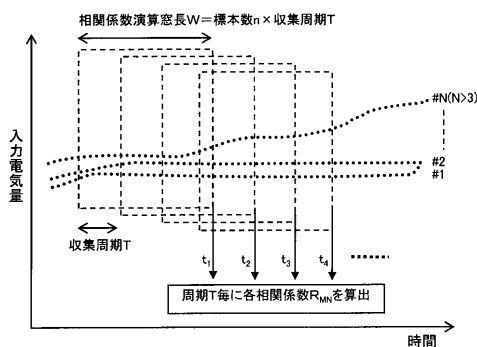 相関係数演算窓長W＝標本数n×収集周期T
入力電気量
#N(N>3)
#2
#1
収集周期T
t1 t2 t3 t4
周期T毎に各相関係数RMNを算出
時間